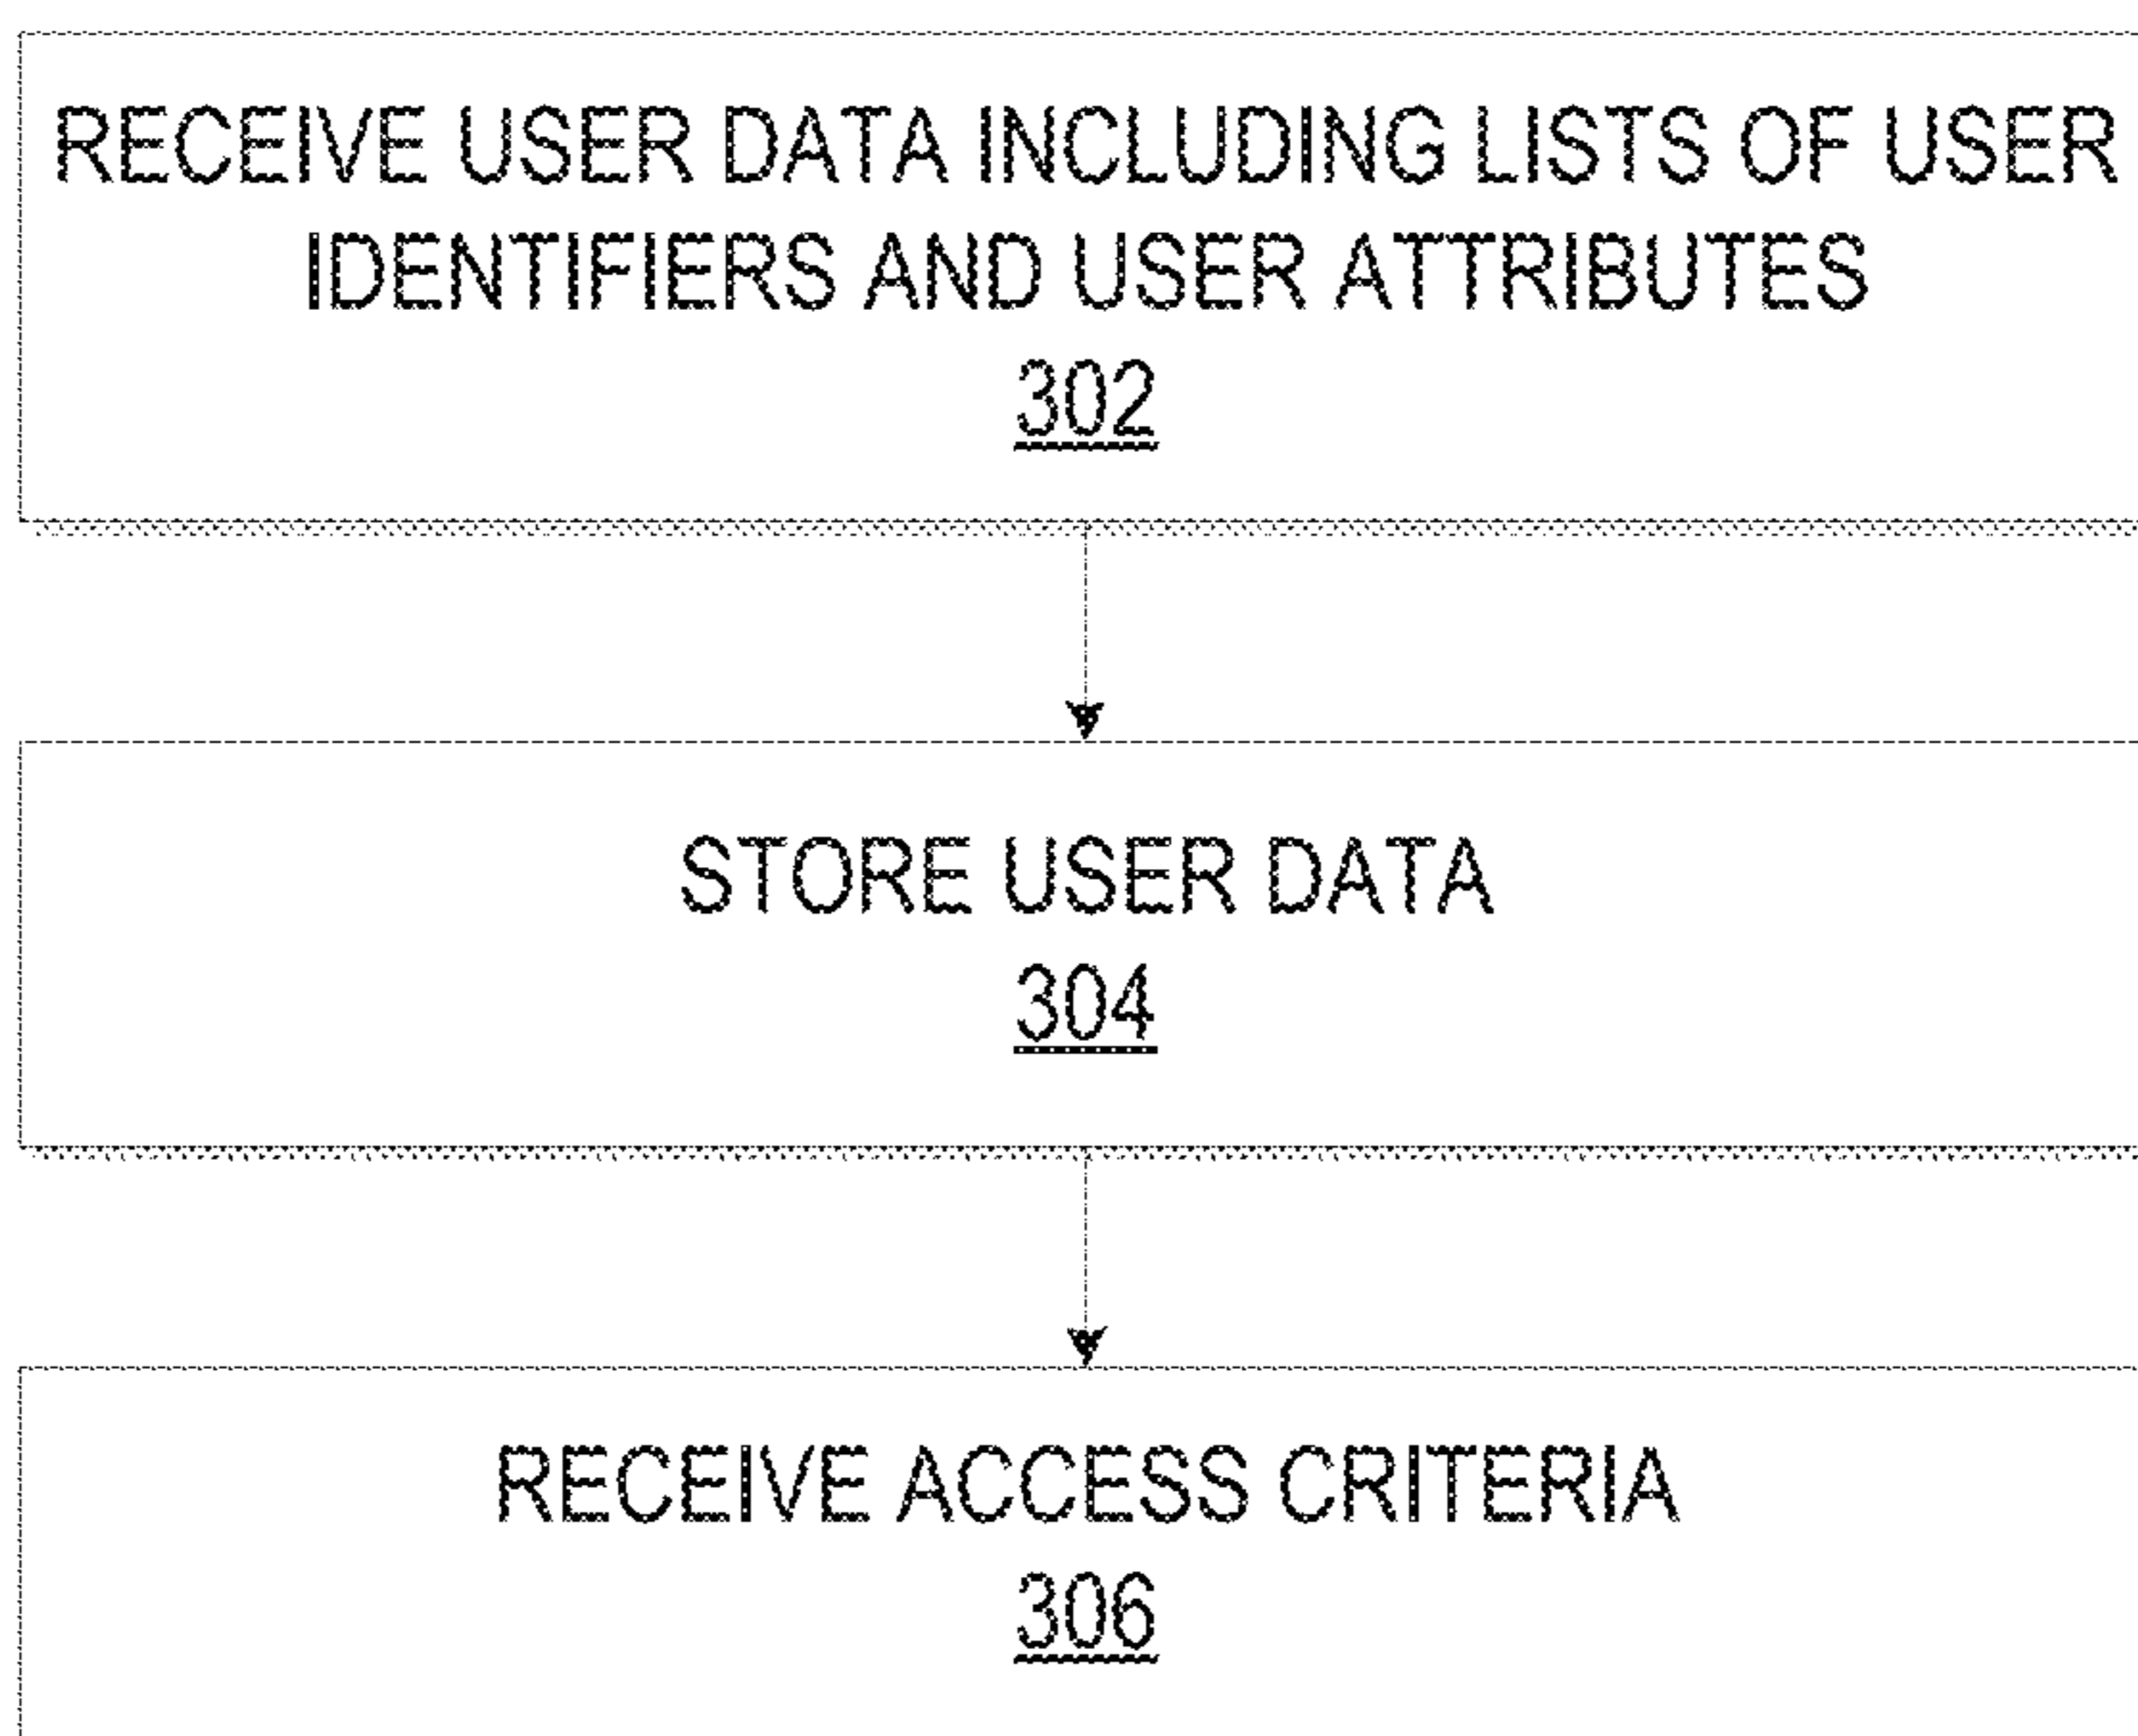 RECEIVE USER DATA INCLUDING LISTS OF USER
IDENTIFIERS AND USER ATTRIBUTES
302
STORE USER DATA
304
RECEIVE ACCESS CRITERIA
306